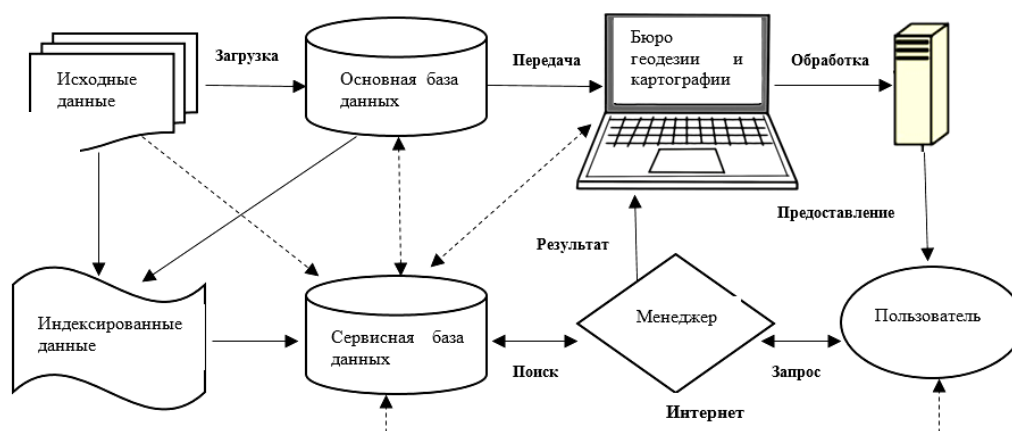 Исходные
данные
Загрузка
Основная база
данных
Передача
Бюро
геодезии и
картографии
Обработка
Предоставление
Результат
Индексированные
данные
Сервисная база
данных
Поиск
Менеджер
Запрос
Пользователь
Интернет